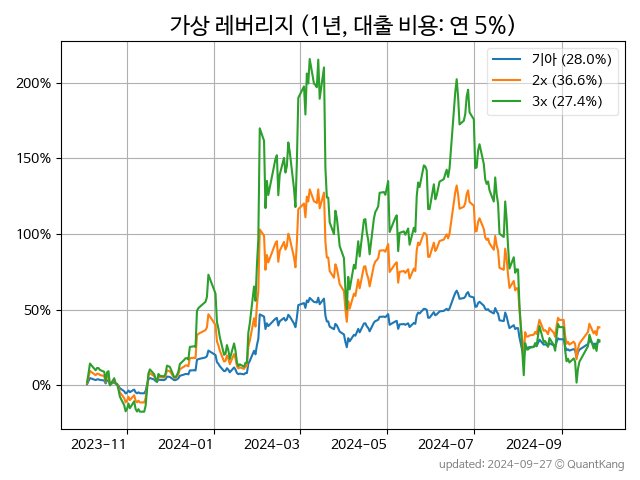 가상 레버리지 (1년, 대출 비용: 연 5%)
기아 (28.0%)
2x (36.6%)
3x (27.4%)
200%
150%
100%
50%
0%
2023-11
2024-01
2024-03
2024-05
2024-07
2024-09
updated: 2024-09-27 © QuantKang